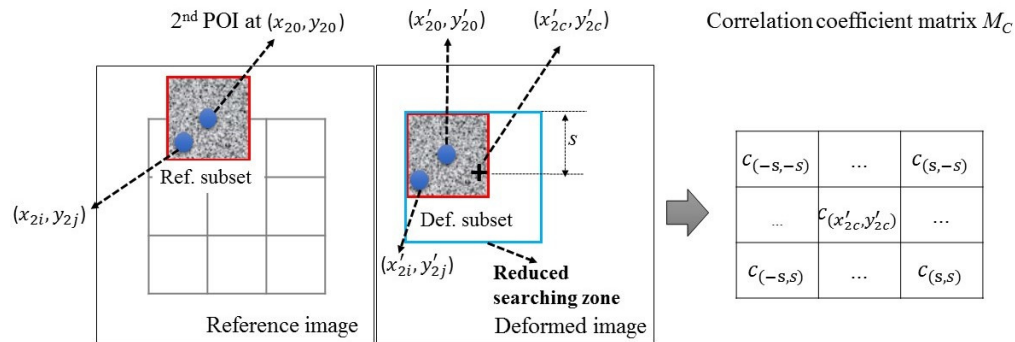 2nd POI at (x20, y20)
(x′20, y′20)
(x′2c, y′2c)
Correlation coefficient matrix MC
s
Ref. subset
Def. subset
(x2i, y2j)
(x′2i, y′2j)
Reduced
searching zone
Reference image
Deformed image
C(−s,−s) ... C(s,−s)
... C(x′2c,y′2c) ...
C(−s,s) ... C(s,s)